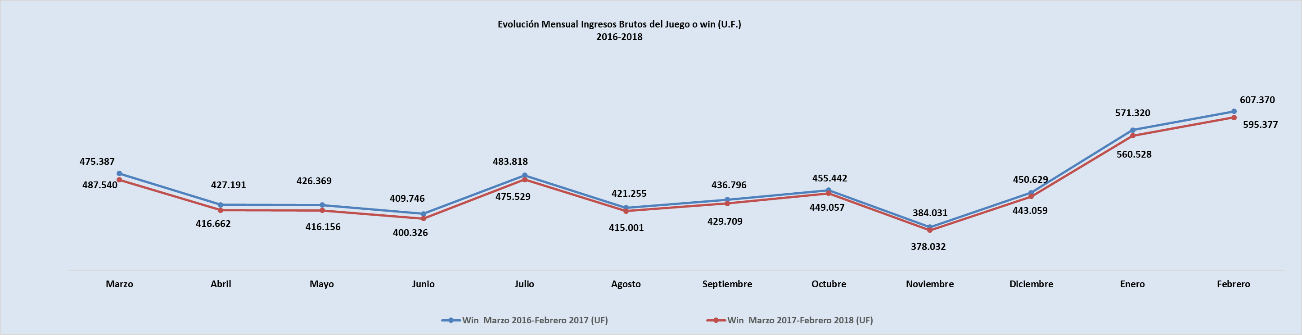 Evolución Mensual Ingresos Brutos del Juego o win (U.F.)
2016-2018
475.387
427.191
426.369
409.746
483.818
421.255
436.796
455.442
384.031
450.629
571.320
607.370
487.540
416.662
416.156
400.326
475.529
415.001
429.709
449.057
378.032
443.059
560.528
595.377
Marzo
Abril
Mayo
Junio
Julio
Agosto
Septiembre
Octubre
Noviembre
Diciembre
Enero
Febrero
Win  Marzo 2016-Febrero 2017 (UF)
Win  Marzo 2017-Febrero 2018 (UF)